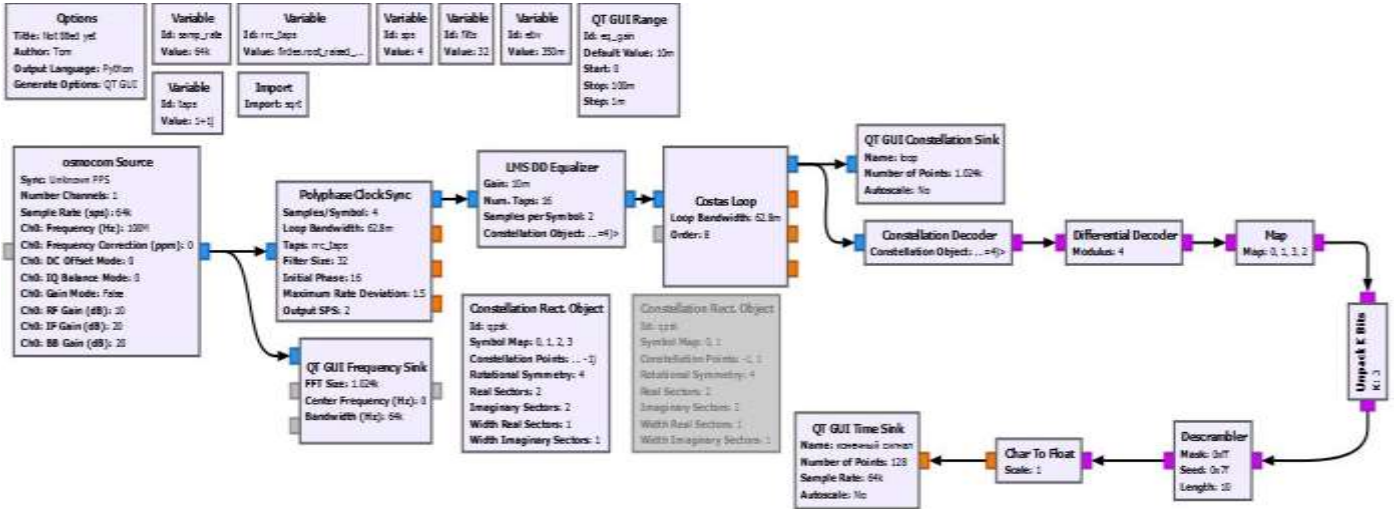 Options
Title: Not titled yet
Author: Tom
Output Language: Python
Generate Options: QT GUI
Variable
Id: samp_rate
Value: 64k
Variable
Id: rrc_taps
Value: firdes.root_raised_...
Variable
Id: sps
Value: 4
Variable
Id: nfilts
Value: 32
Variable
Id: ebw
Value: 350m
QT GUI Range
Id: eq_gain
Default Value: 10m
Start: 0
Stop: 100m
Step: 1m
Variable
Id: taps
Value: 1+1j
Import
Import: sqrt
osmocom Source
Sync: Unknown PPS
Number Channels: 1
Sample Rate (sps): 64k
Ch0: Frequency (Hz): 100M
Ch0: Frequency Correction (ppm): 0
Ch0: DC Offset Mode: 0
Ch0: IQ Balance Mode: 0
Ch0: Gain Mode: False
Ch0: RF Gain (dB): 10
Ch0: IF Gain (dB): 20
Ch0: BB Gain (dB): 20
Polyphase Clock Sync
Samples/Symbol: 4
Loop Bandwidth: 62.8m
Taps: rrc_taps
Filter Size: 32
Initial Phase: 16
Maximum Rate Deviation: 1.5
Output SPS: 2
QT GUI Frequency Sink
FFT Size: 1.024k
Center Frequency (Hz): 0
Bandwidth (Hz): 64k
LMS DD Equalizer
Gain: 10m
Num. Taps: 16
Samples per Symbol: 2
Constellation Object: ...=4)>
Costas Loop
Loop Bandwidth: 62.8m
Order: 8
QT GUI Constellation Sink
Name: loop
Number of Points: 1.024k
Autoscale: No
Constellation Decoder
Constellation Object: ...=4)>
Differential Decoder
Modulus: 4
Map
Map: 0, 1, 3, 2
Unpack K Bits
K: 3
Descrambler
Mask: 0xff
Seed: 0x7f
Length: 10
Char To Float
Scale: 1
QT GUI Time Sink
Name: конечный сигнал
Number of Points: 128
Sample Rate: 64k
Autoscale: No
Constellation Rect. Object
Id: qpsk
Symbol Map: 0, 1, 2, 3
Constellation Points: ... -1j
Rotational Symmetry: 4
Real Sectors: 2
Imaginary Sectors: 2
Width Real Sectors: 1
Width Imaginary Sectors: 1
Constellation Rect. Object
Id: qpsk
Symbol Map: 0, 1
Constellation Points: -1, 1
Rotational Symmetry: 4
Real Sectors: 2
Imaginary Sectors: 2
Width Real Sectors: 1
Width Imaginary Sectors: 1